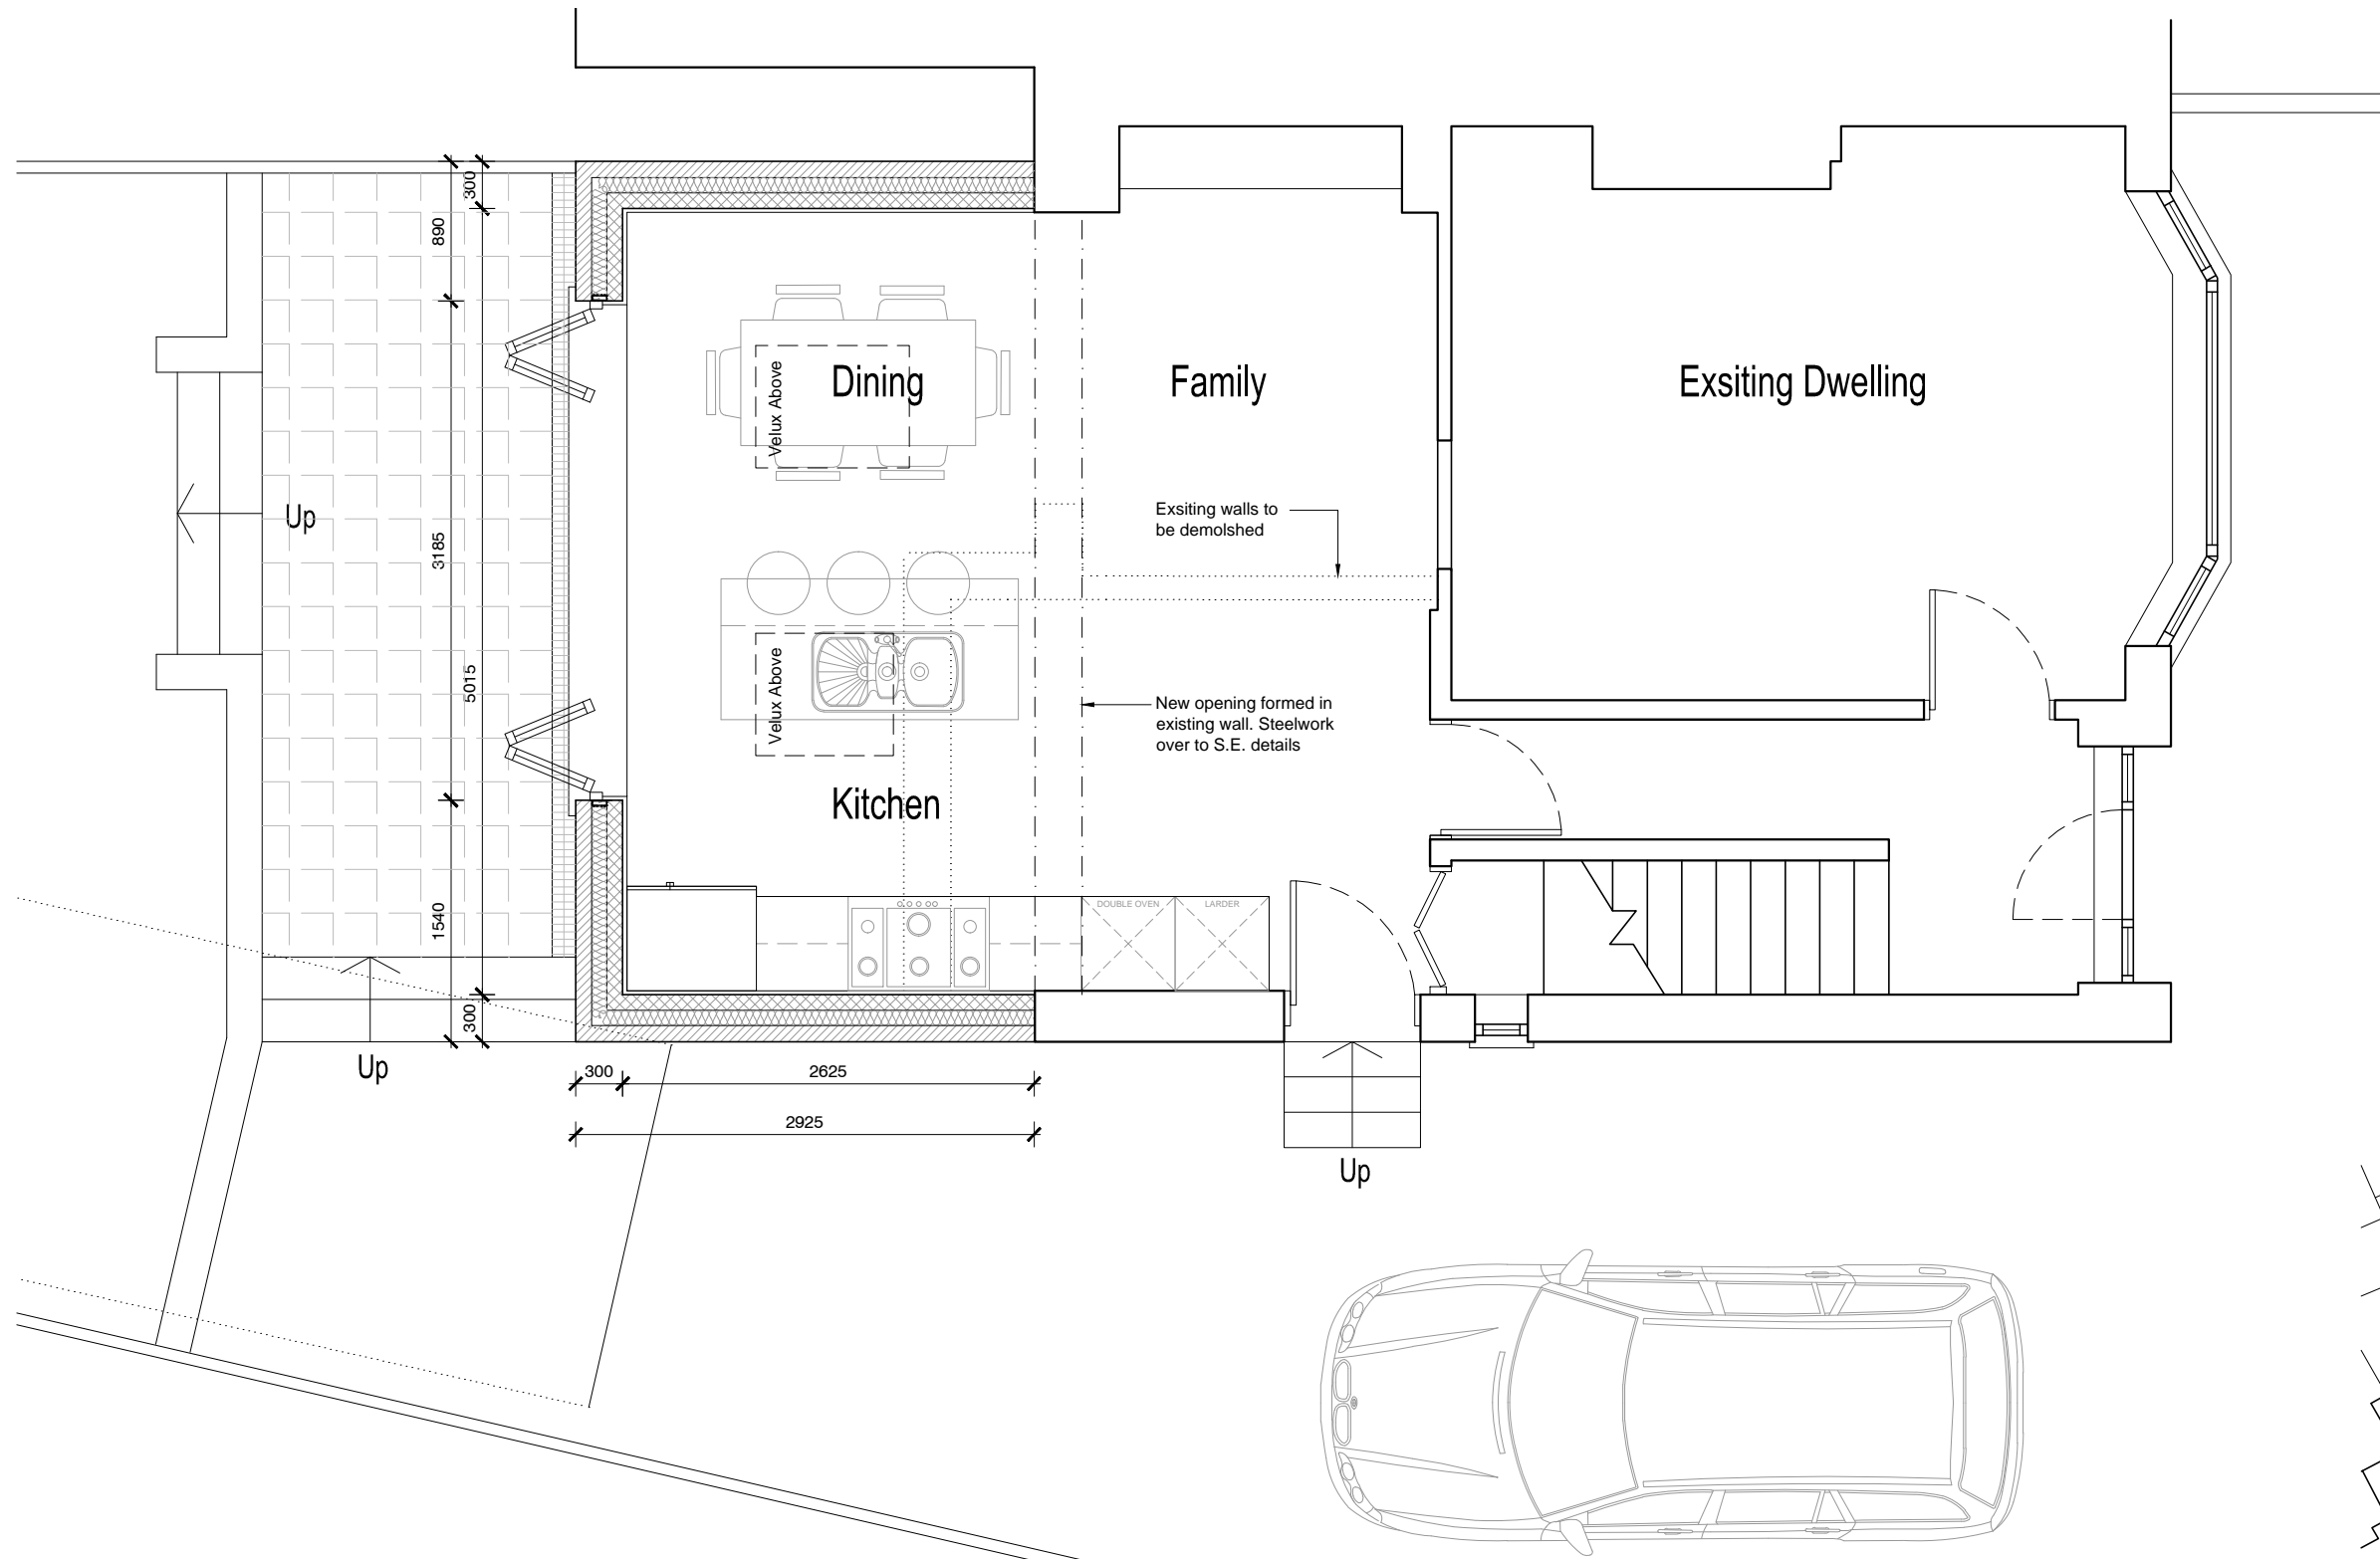 300
890
3185
5015
1540
300
Up
Up
Velux Above
Dining
Family
Exsiting Dwelling
Exsiting walls to
be demolshed
Velux Above
New opening formed in
existing wall. Steelwork
over to S.E. details
Kitchen
DOUBLE OVEN
LARDER
300
2625
2925
Up